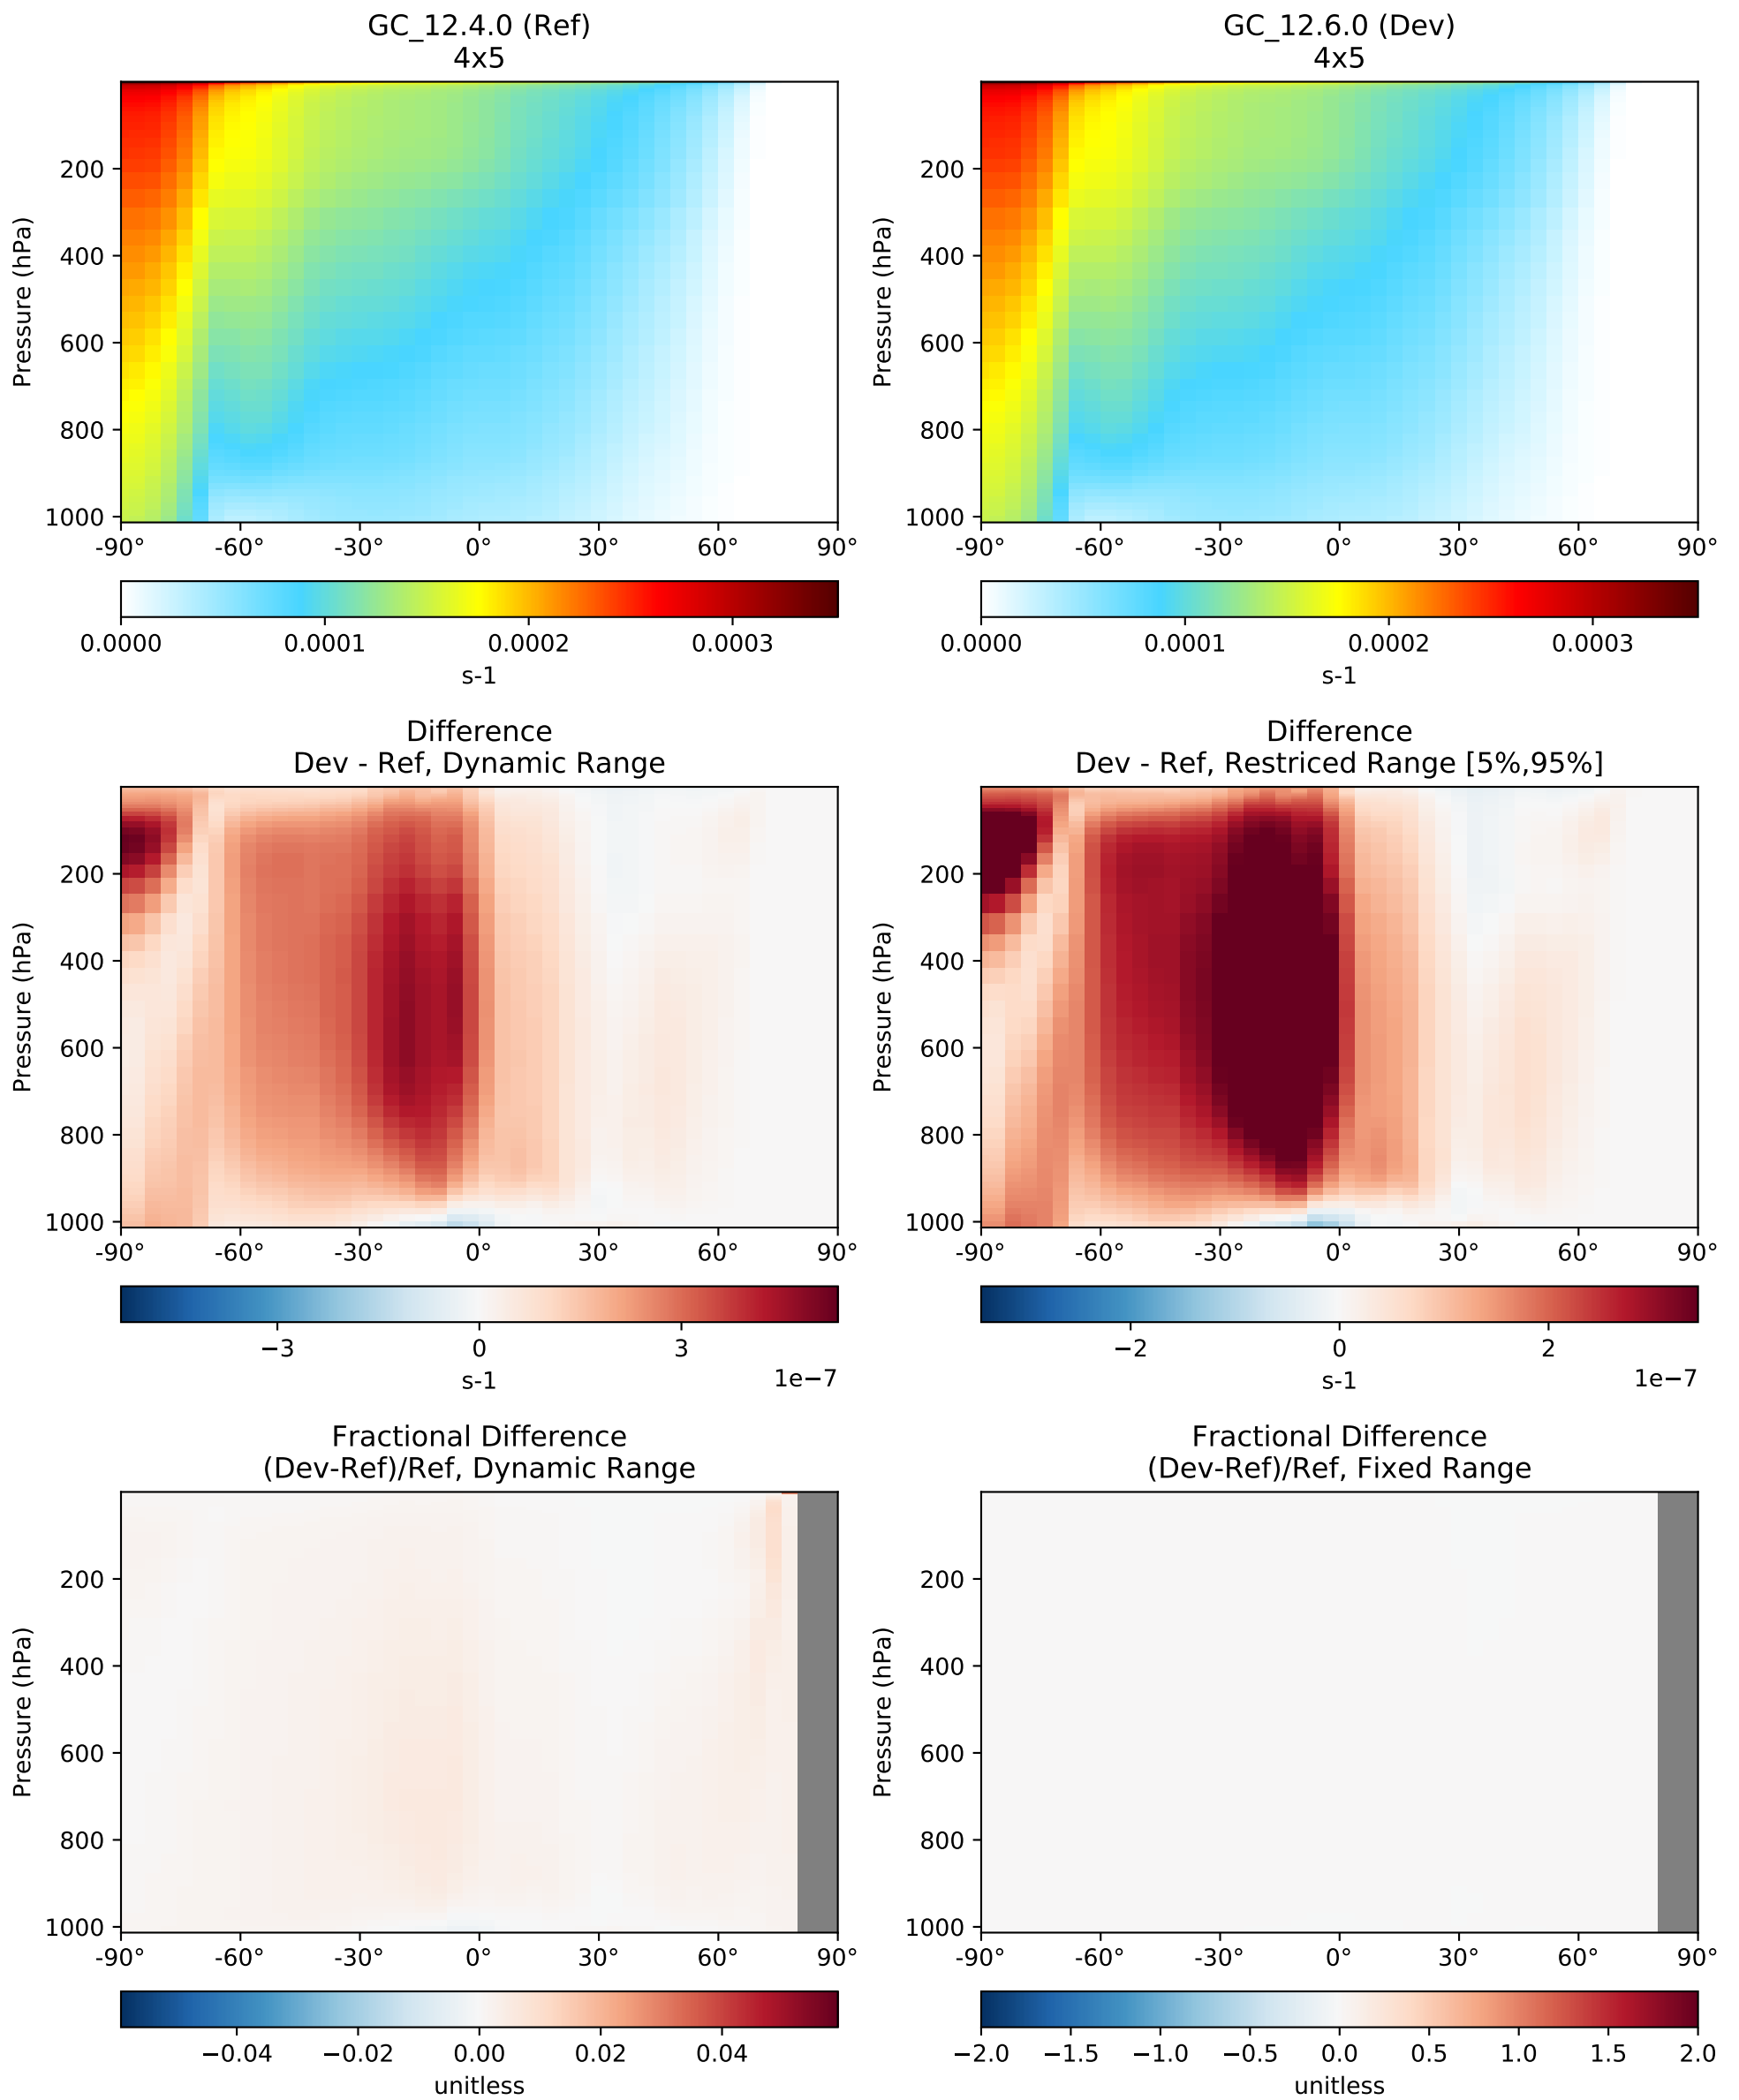 GC_12.4.0 (Ref)
4x5
Pressure (hPa)
200
400
600
800
1000
-90° -60° -30° 0° 30° 60° 90°
0.0000 0.0001 0.0002 0.0003
s-1
GC_12.6.0 (Dev)
4x5
Pressure (hPa)
200
400
600
800
1000
-90° -60° -30° 0° 30° 60° 90°
0.0000 0.0001 0.0002 0.0003
s-1
Difference
Dev - Ref, Dynamic Range
Pressure (hPa)
200
400
600
800
1000
-90° -60° -30° 0° 30° 60° 90°
−3 0 3
s-1
1e−7
Difference
Dev - Ref, Restriced Range [5%,95%]
Pressure (hPa)
200
400
600
800
1000
-90° -60° -30° 0° 30° 60° 90°
−2 0 2
s-1
1e−7
Fractional Difference
(Dev-Ref)/Ref, Dynamic Range
Pressure (hPa)
200
400
600
800
1000
-90° -60° -30° 0° 30° 60° 90°
−0.04 −0.02 0.00 0.02 0.04
unitless
Fractional Difference
(Dev-Ref)/Ref, Fixed Range
Pressure (hPa)
200
400
600
800
1000
-90° -60° -30° 0° 30° 60° 90°
−2.0 −1.5 −1.0 −0.5 0.0 0.5 1.0 1.5 2.0
unitless